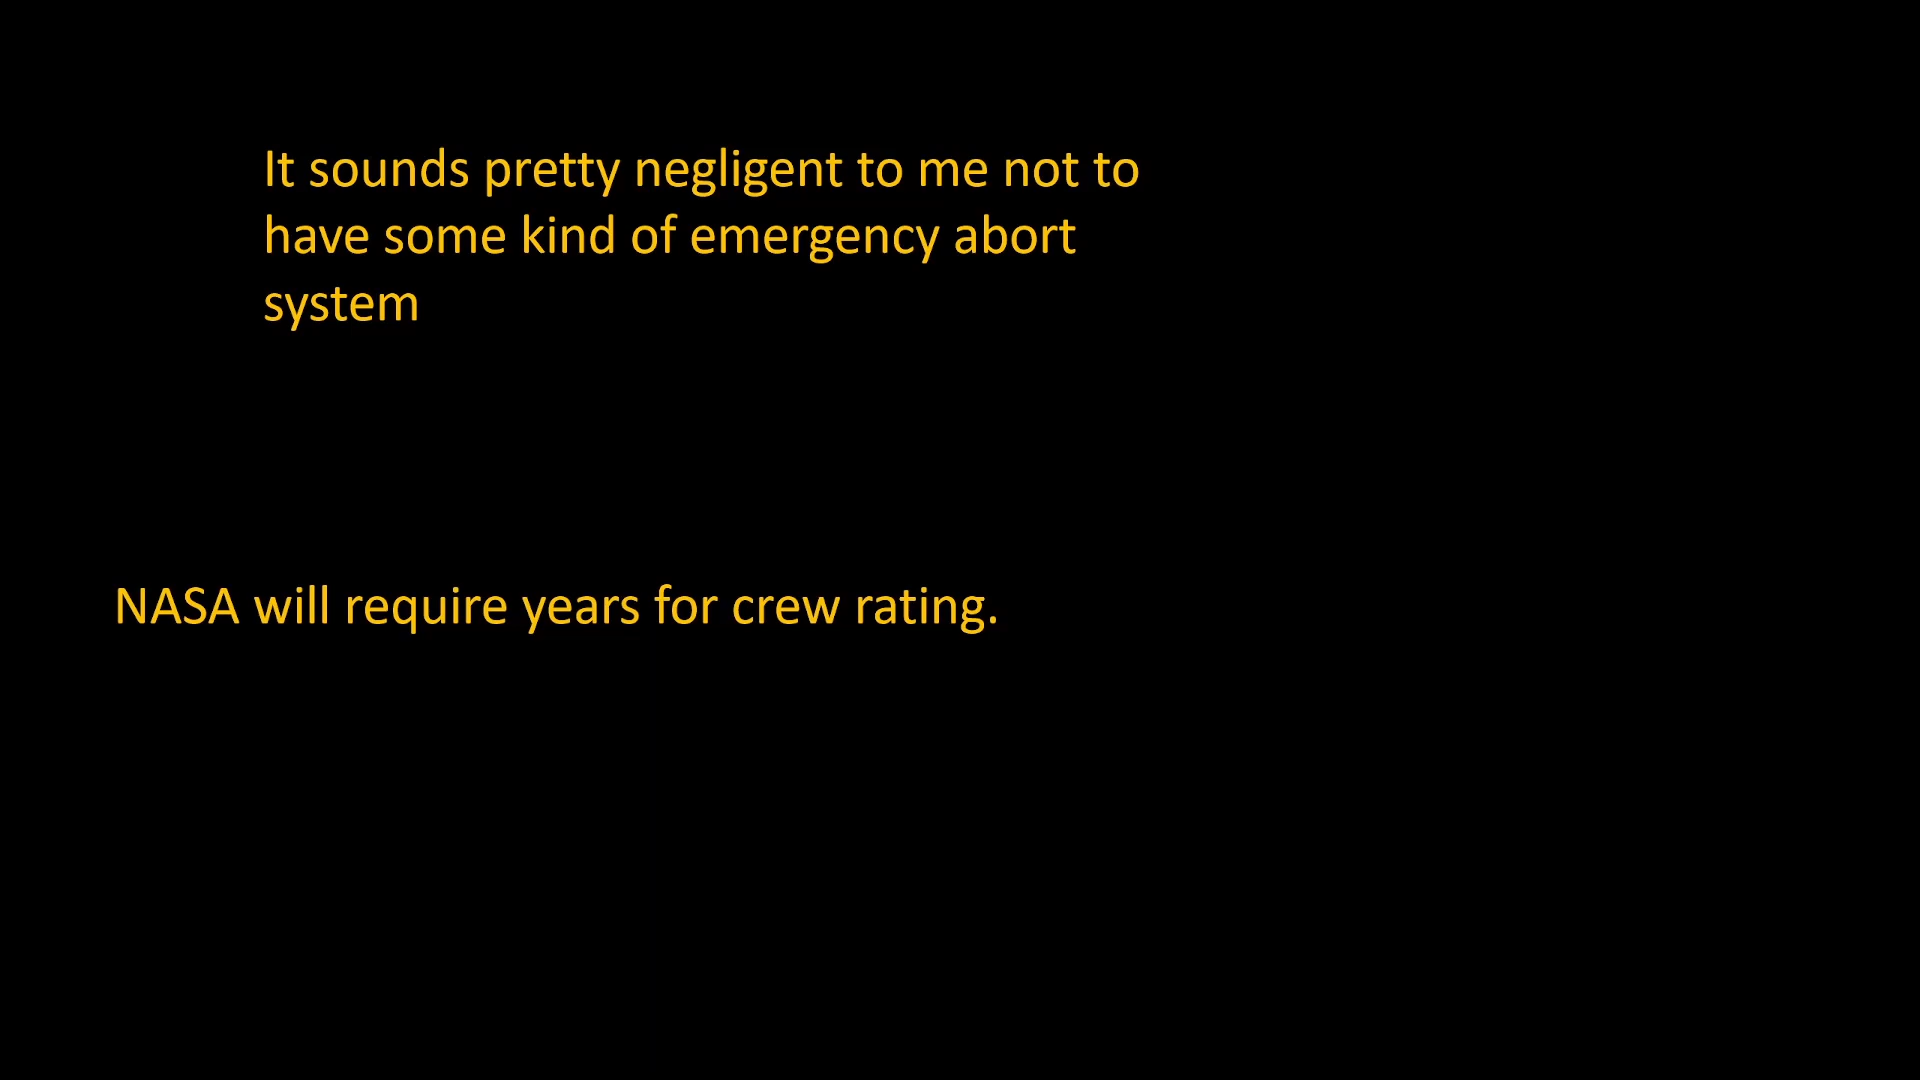 It sounds pretty negligent to me not to
have some kind of emergency abort
system
NASA will require years for crew rating.